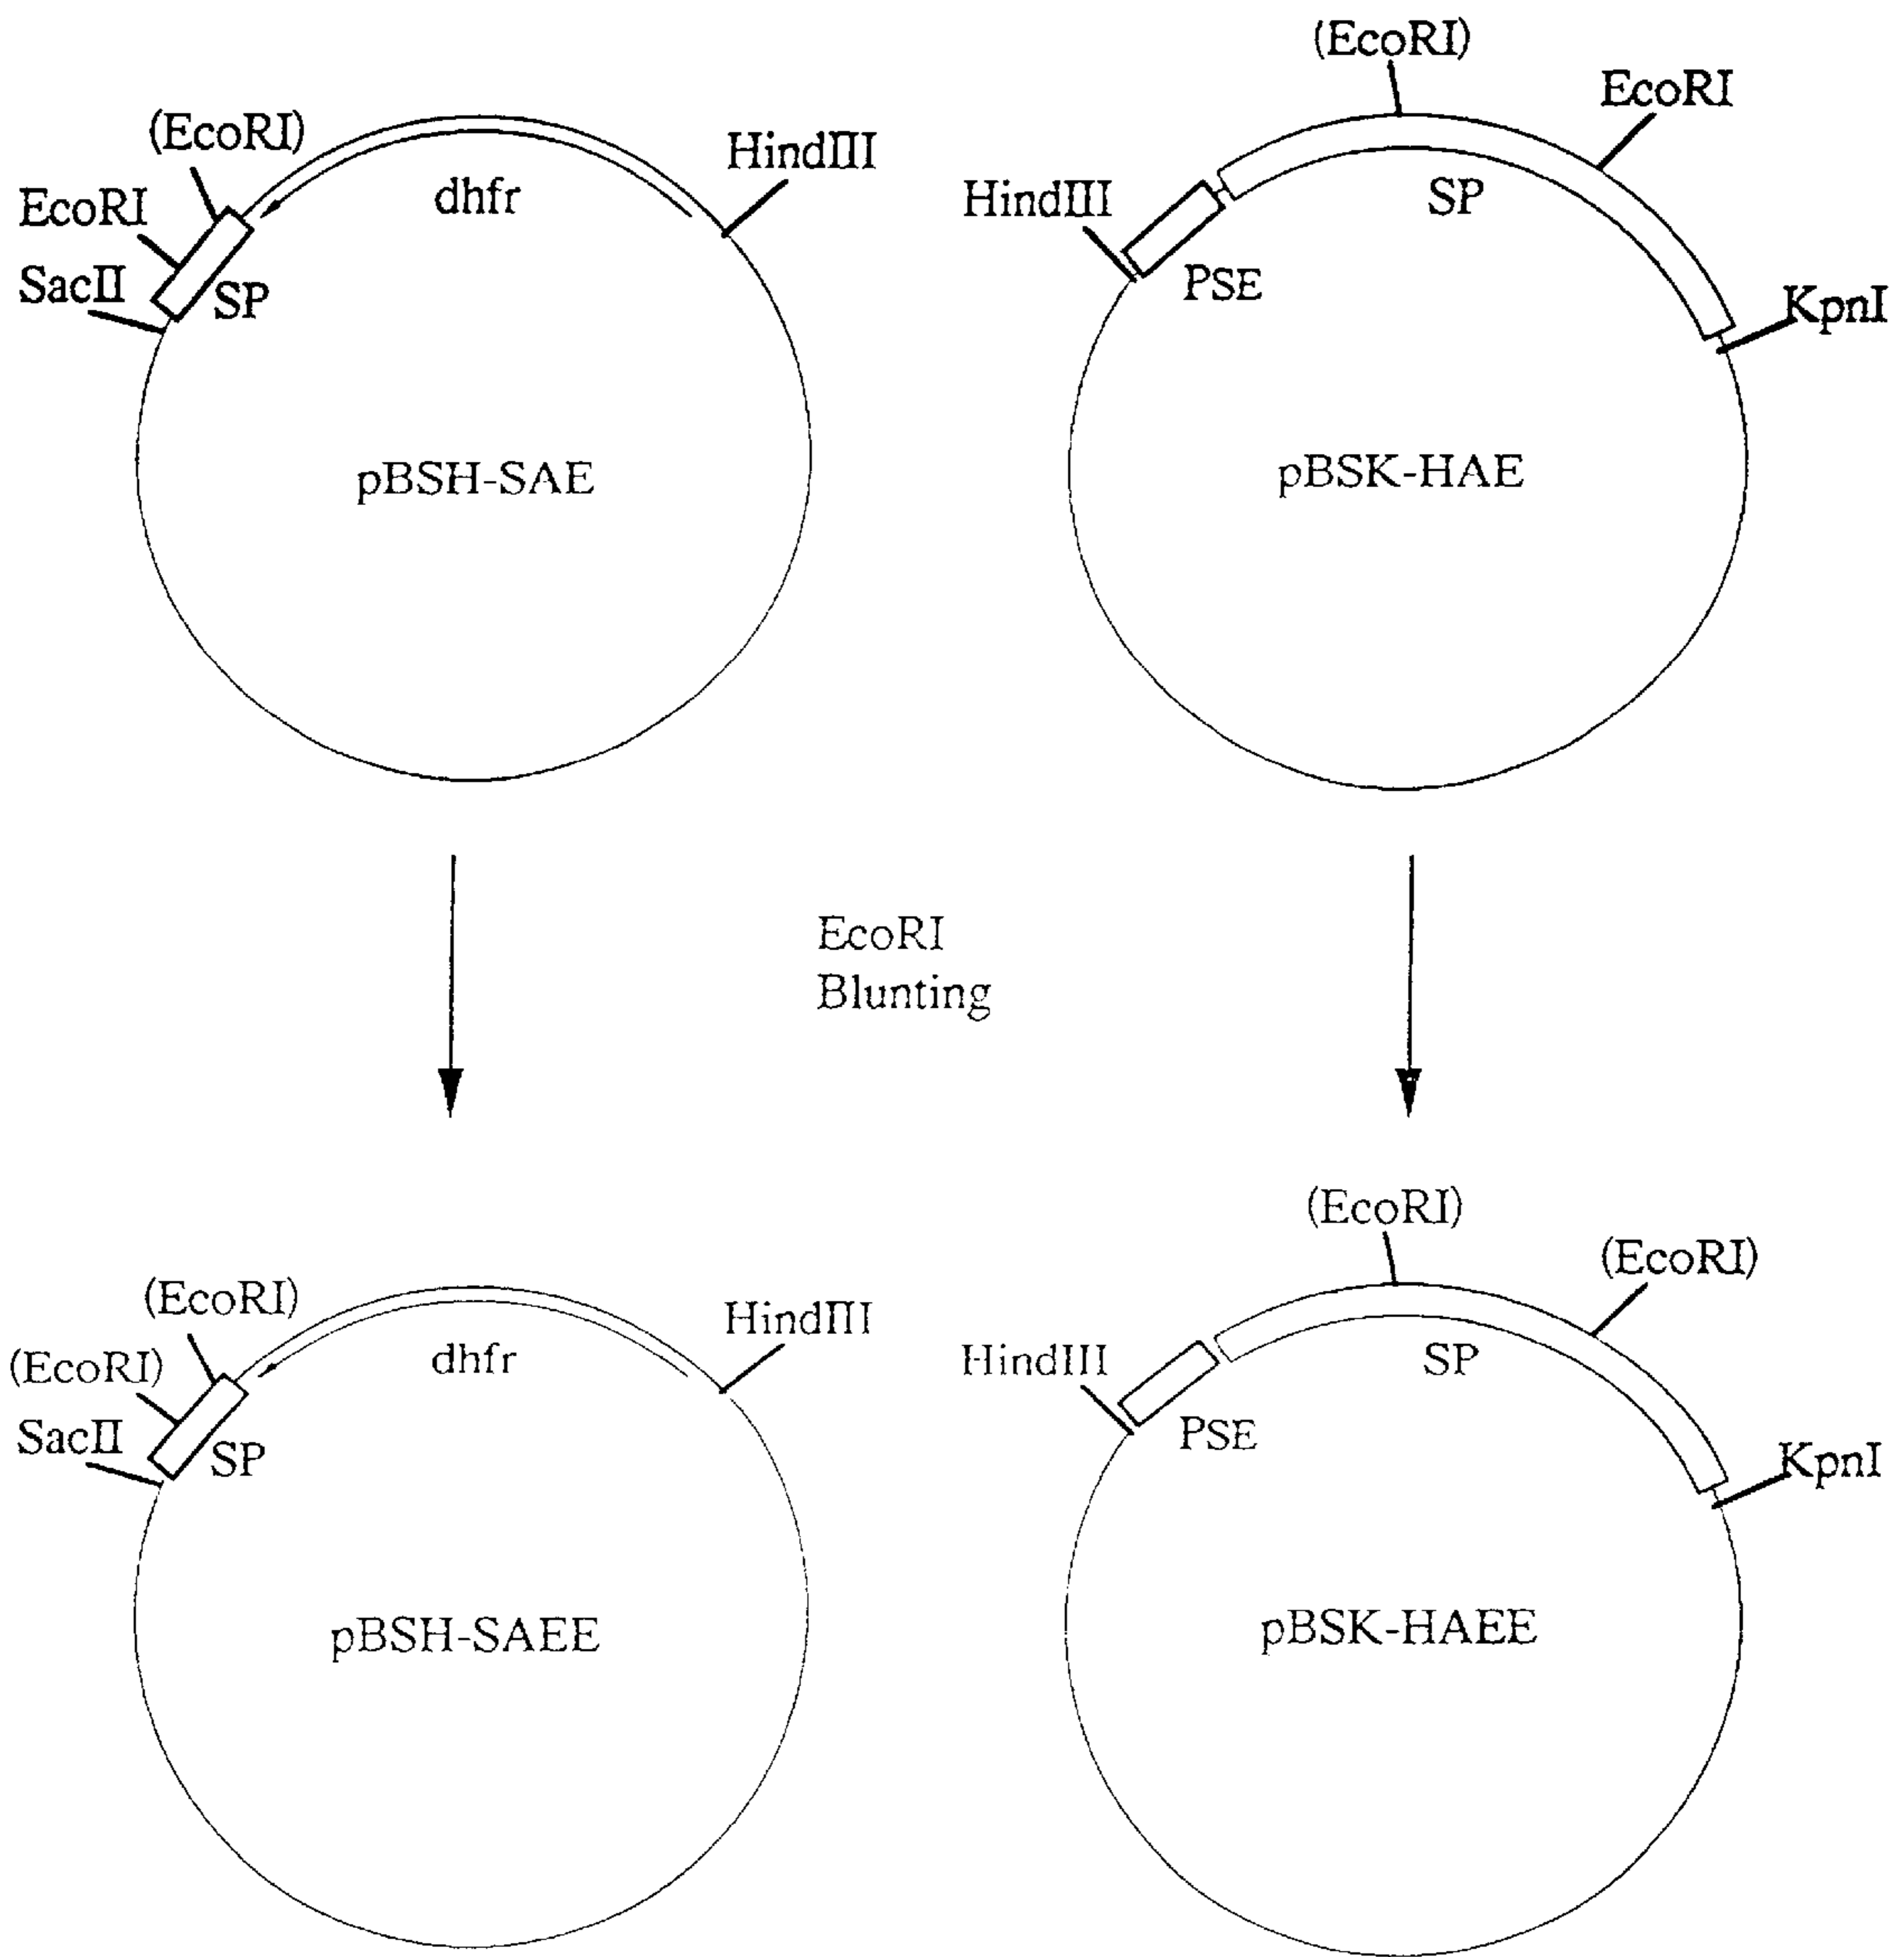 (EcoRI)
EcoRI
SacII
SP
dhfr
HindIII
pBSH-SAE
(EcoRI)
EcoRI
HindIII
SP
PSE
KpnI
pBSK-HAE
EcoRI
Blunting
(EcoRI)
(EcoRI)
SacII
SP
dhfr
HindIII
pBSH-SAEE
(EcoRI)
(EcoRI)
HindIII
SP
PSE
KpnI
pBSK-HAEE